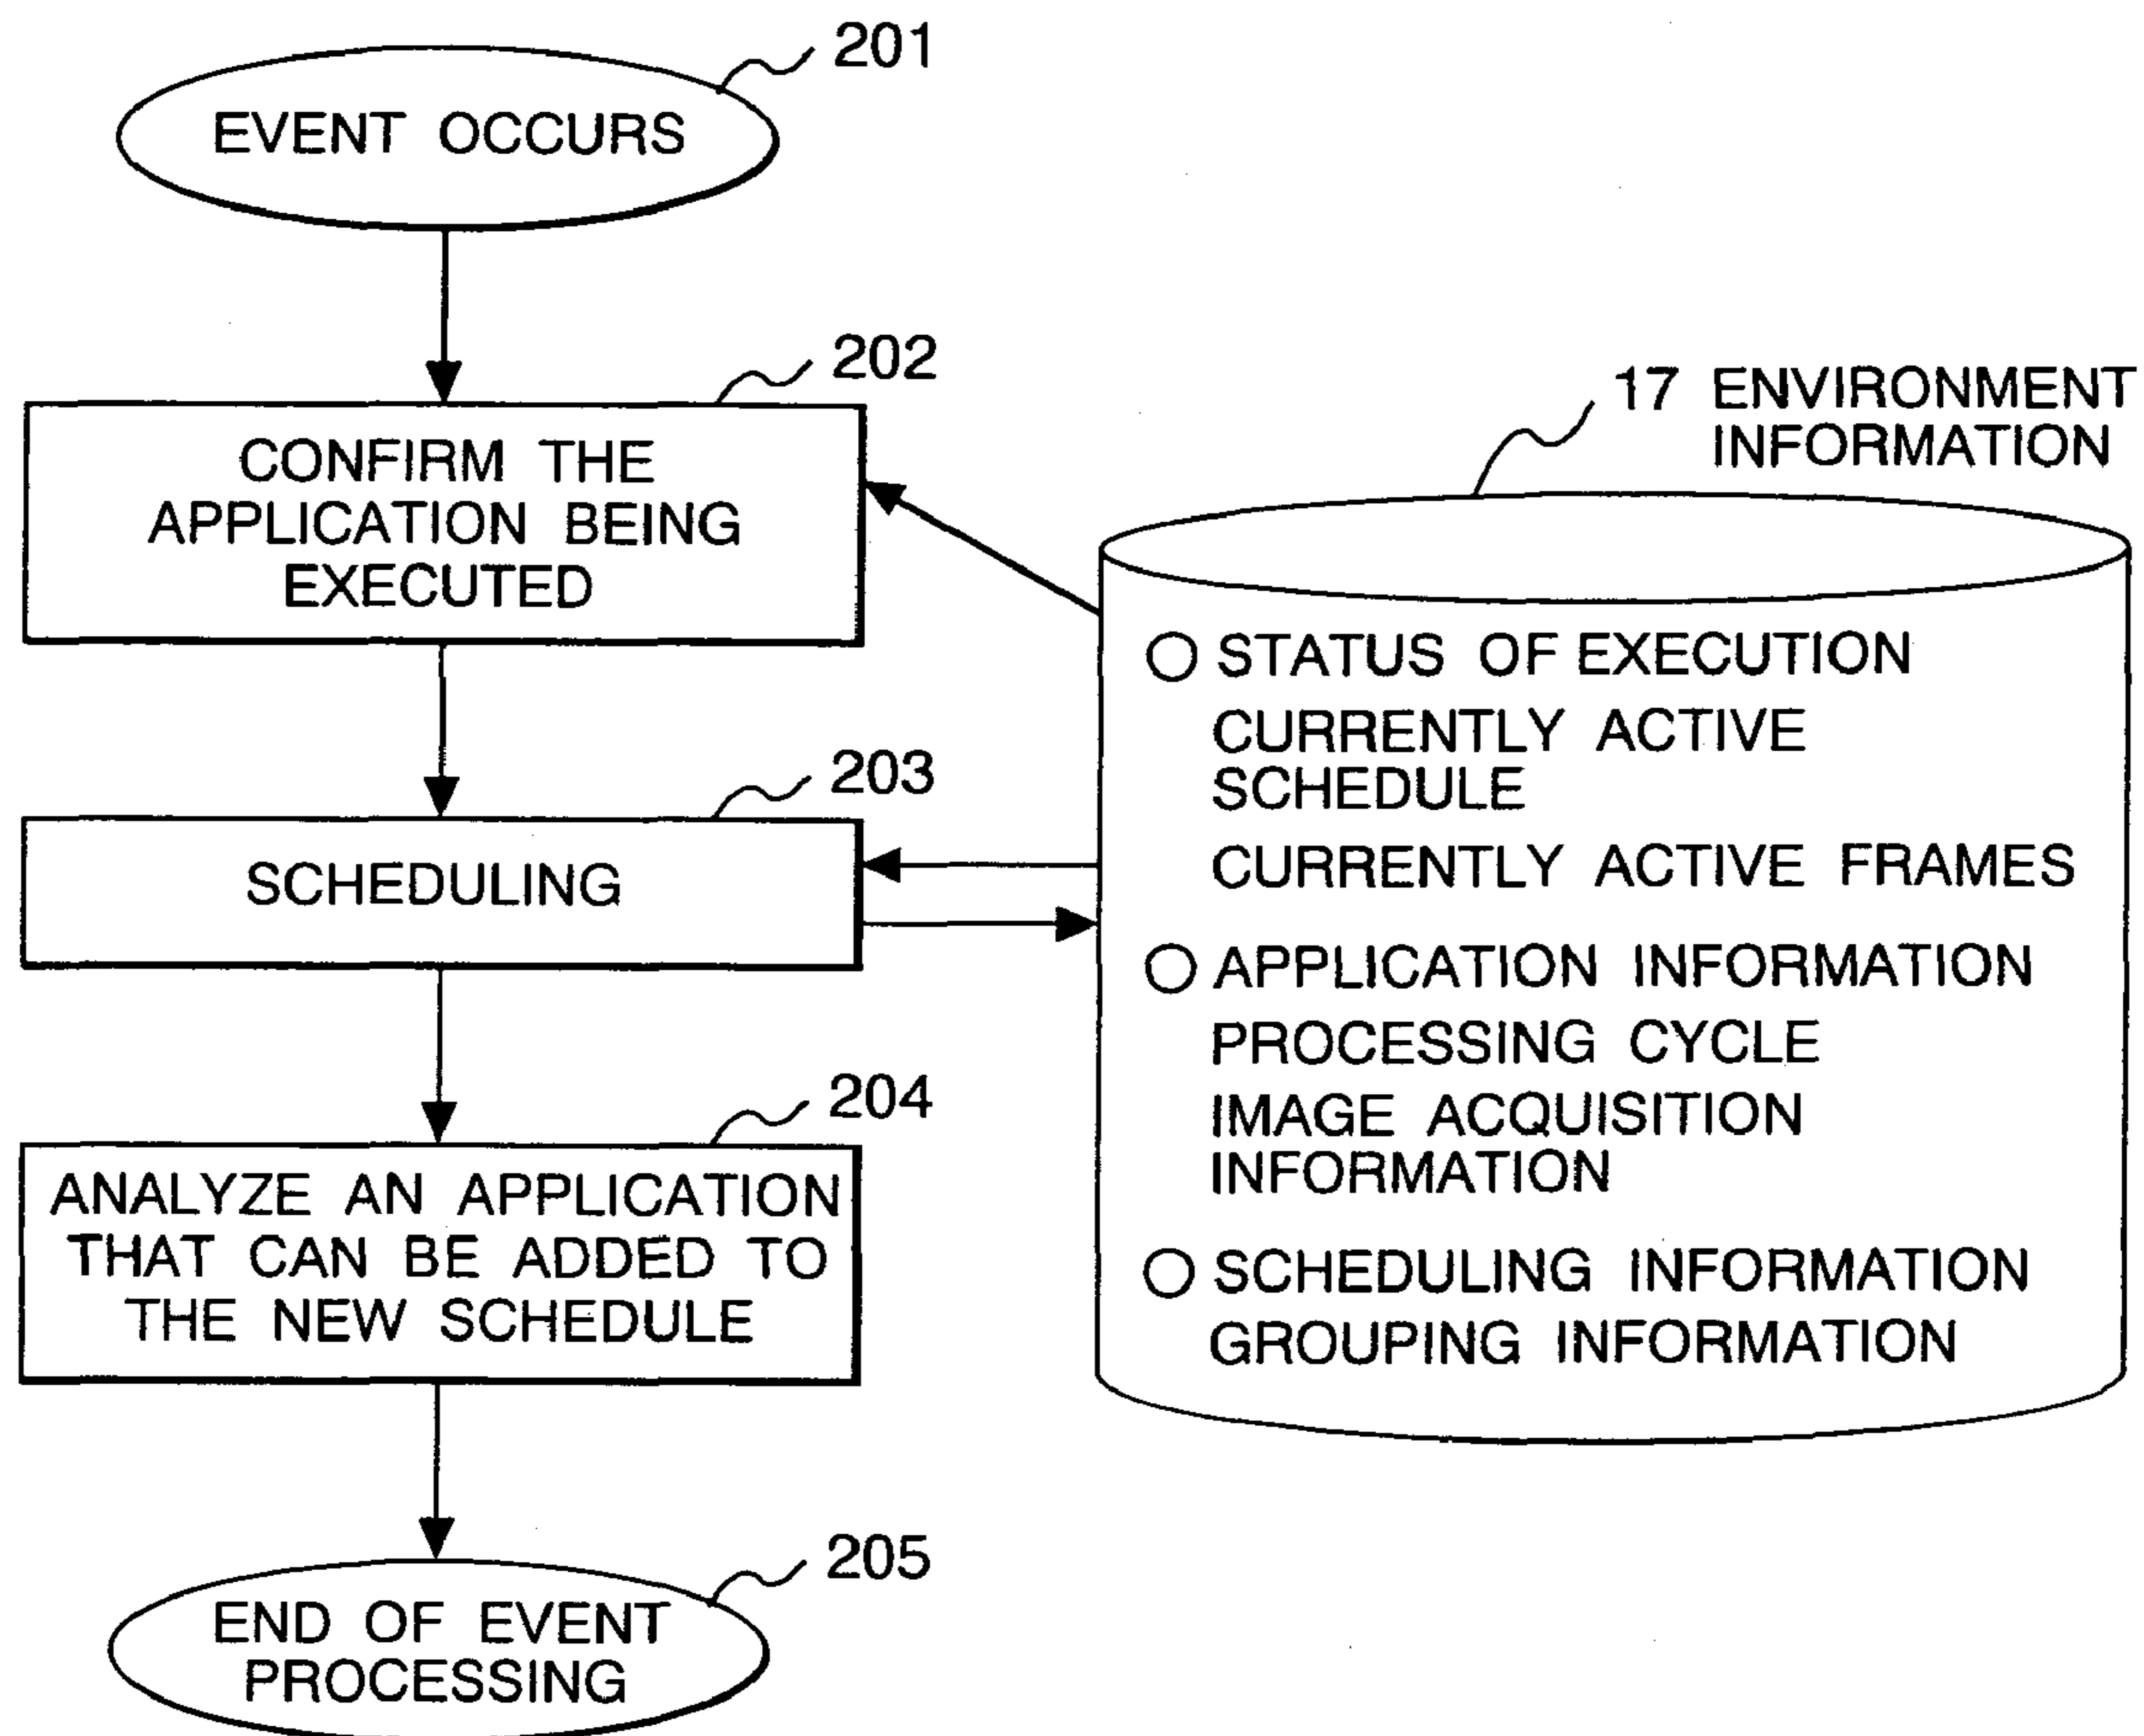 201
EVENT OCCURS
202
CONFIRM THE
APPLICATION BEING
EXECUTED
203
SCHEDULING
204
ANALYZE AN APPLICATION
THAT CAN BE ADDED TO
THE NEW SCHEDULE
205
END OF EVENT
PROCESSING
17 ENVIRONMENT
INFORMATION
○ STATUS OF EXECUTION
CURRENTLY ACTIVE
SCHEDULE
CURRENTLY ACTIVE FRAMES
○ APPLICATION INFORMATION
PROCESSING CYCLE
IMAGE ACQUISITION
INFORMATION
○ SCHEDULING INFORMATION
GROUPING INFORMATION